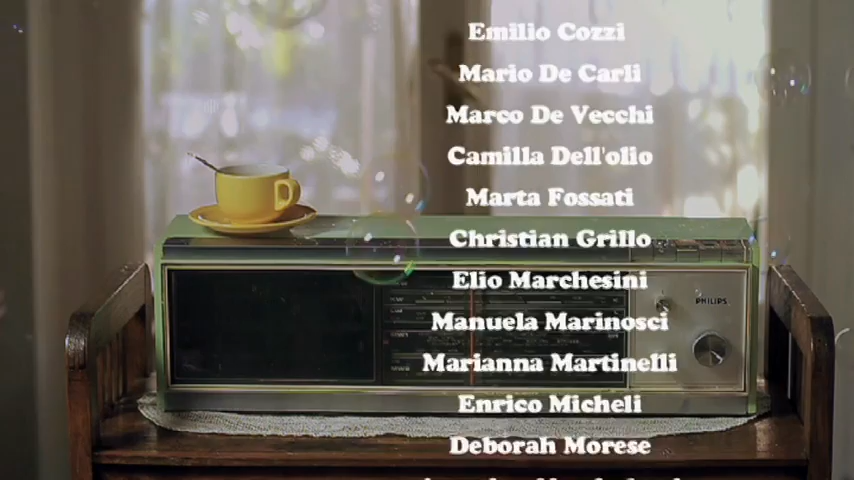 Emilio Cozzi
Mario De Carli
Marco De Vecchi
Camilla Dell'olio
Marta Fossati
Christian Grillo
Elio Marchesini
PHILIPS
Manuela Marinosci
Marianna Martinelli
Enrico Micheli
Deborah Morese